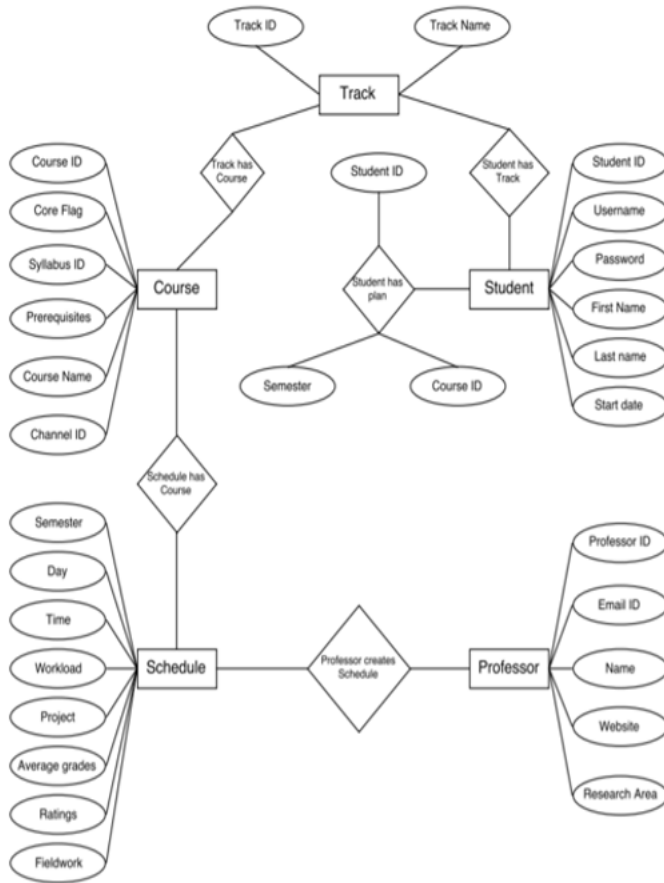 Track ID
Track Name
Track
Course ID
Core Flag
Syllabus ID
Prerequisites
Course Name
Channel ID
Track has
Course
Student ID
Student has
Track
Student ID
Username
Password
First Name
Last name
Start date
Course
Student has
plan
Student
Semester
Course ID
Schedule has
Course
Semester
Day
Time
Workload
Project
Average grades
Ratings
Fieldwork
Schedule
Professor creates
Schedule
Professor
Professor ID
Email ID
Name
Website
Research Area